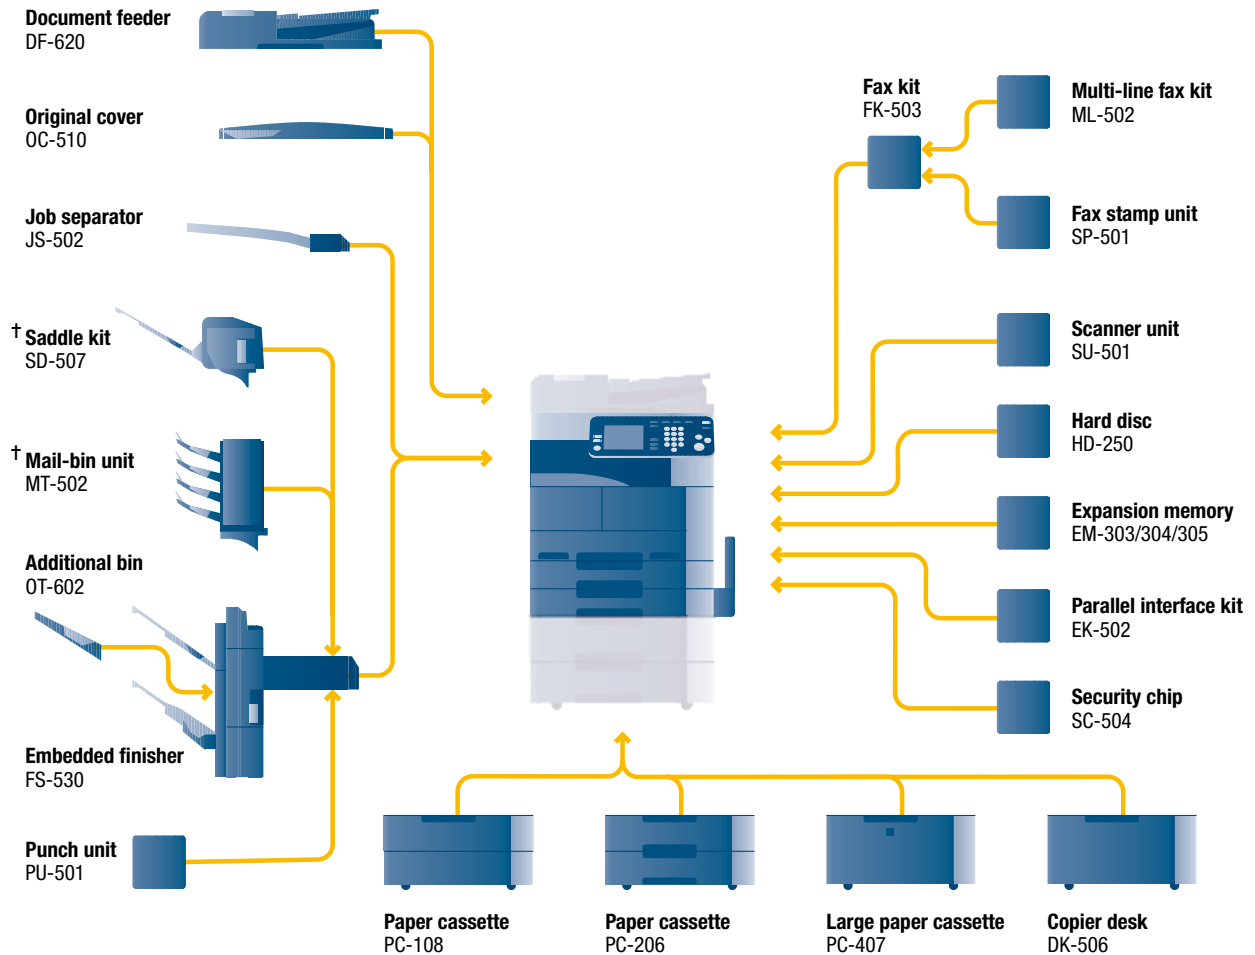 Document feeder
DF-620
Original cover
OC-510
Job separator
JS-502
† Saddle kit
SD-507
† Mail-bin unit
MT-502
Additional bin
OT-602
Embedded finisher
FS-530
Punch unit
PU-501
Fax kit
FK-503
Multi-line fax kit
ML-502
Fax stamp unit
SP-501
Scanner unit
SU-501
Hard disc
HD-250
Expansion memory
EM-303/304/305
Parallel interface kit
EK-502
Security chip
SC-504
Paper cassette
PC-108
Paper cassette
PC-206
Large paper cassette
PC-407
Copier desk
DK-506